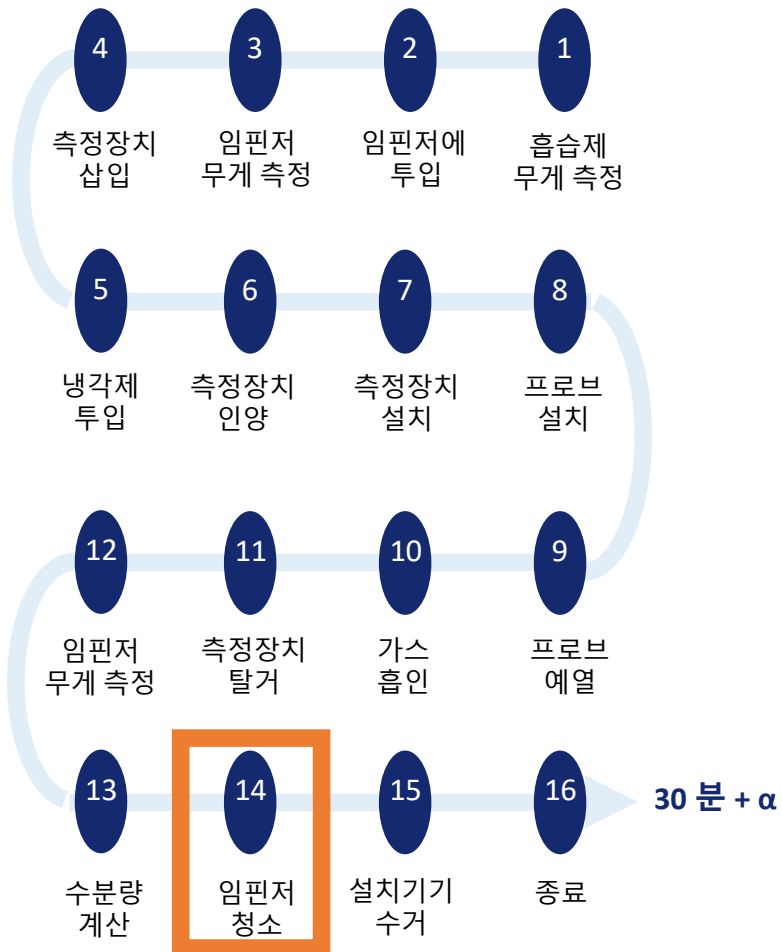 4
3
2
1
측정장치
삽입
임핀저
무게 측정
임핀저에
투입
흡습제
무게 측정
5
6
7
8
냉각제
투입
측정장치
인양
측정장치
설치
프로브
설치
12
11
10
9
임핀저
무게 측정
측정장치
탈거
가스
흡인
프로브
예열
13
14
15
16
30 분 + α
수분량
계산
임핀저
청소
설치기기
수거
종료